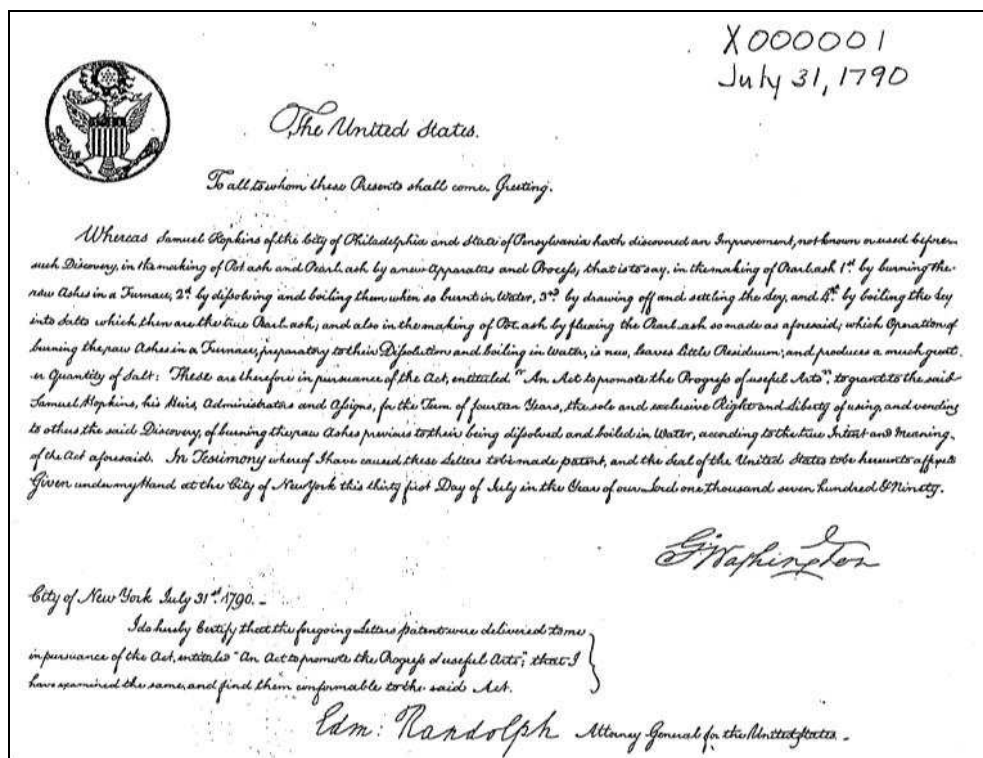 X000001
July 31, 1790
The United States.
To all to whom these Presents shall come. Greeting.
Whereas Samuel Hopkins of the City of Philadelphia and State of Pensylvania hath discovered an Improvement, not known or used before
such Discovery, in the making of Pot ash and Pearl ash by a new Apparatus and Process; that is to say, in the making of Pearl ash 1st. by burning the
raw Ashes in a Furnace, 2d. by dissolving and boiling them when so burnt in Water, 3rd. by drawing off and settling the Ley, and 4th. by boiling the Ley
into Salts which then are the true Pearl ash; and also in the making of Pot ash by fluxing the Pearl ash so made as aforesaid; which Operation of
burning the raw Ashes in a Furnace, preparatory to their Dissolution and boiling in Water, is new, leaves little Residuum; and produces a much great
er Quantity of Salt: These are therefore in pursuance of the Act, entituled "An Act to promote the Progress of useful Arts", to grant to the said
Samuel Hopkins, his Heirs, Administrators and Assigns, for the Term of fourteen Years, the sole and exclusive Right and Liberty of using, and vending
to others the said Discovery, of burning the raw Ashes previous to their being dissolved and boiled in Water, according to the true Intent and Meaning
of the Act aforesaid. In Testimony whereof I have caused these Letters to be made patent, and the Seal of the United States to be hereunto affixed
Given under my Hand at the City of New York this thirty first Day of July in the Year of our Lord one thousand seven hundred & Ninety.
G. Washington
City of New York July 31st. 1790. -
I do hereby Certify that the foregoing Letters patent were delivered to me
in pursuance of the Act, entituled "An Act to promote the Progress of useful Arts"; that I
have examined the same, and find them conformable to the said Act.
Edm: Randolph Attorney General for the United States. -